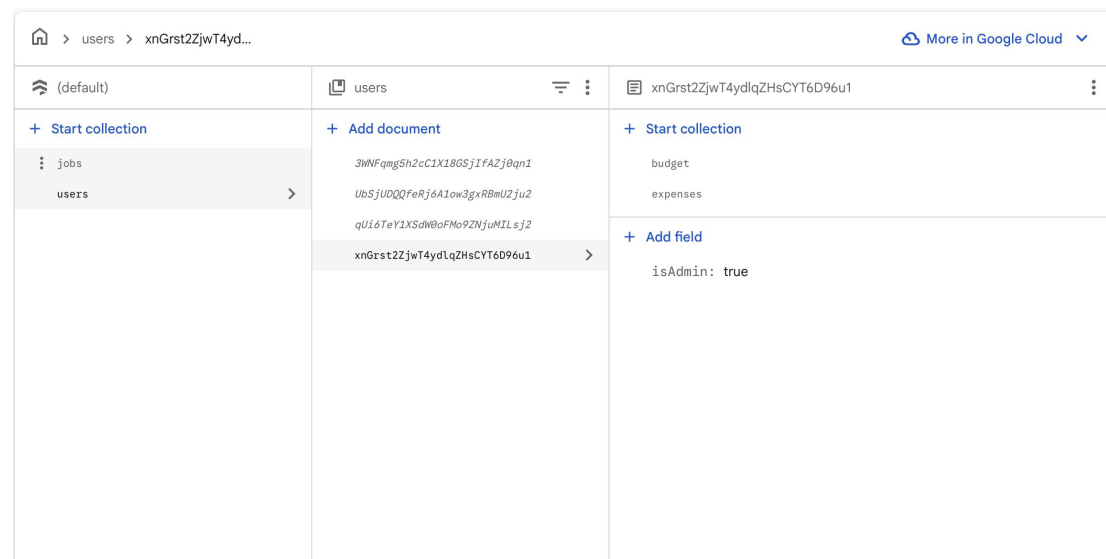 users > xnGrst2ZjwT4yd...
More in Google Cloud
(default)
users
xnGrst2ZjwT4ydlqZHsCYT6D96u1
+ Start collection
+ Add document
+ Start collection
jobs
users
3WNFqmg5h2cC1X18GSjIfAZj0qn1
UbSjUDQQfeRj6A1ow3gxRBmU2ju2
qUi6TeY1XSdW0oFMo9ZNjuMILsj2
xnGrst2ZjwT4ydlqZHsCYT6D96u1
budget
expenses
+ Add field
isAdmin: true